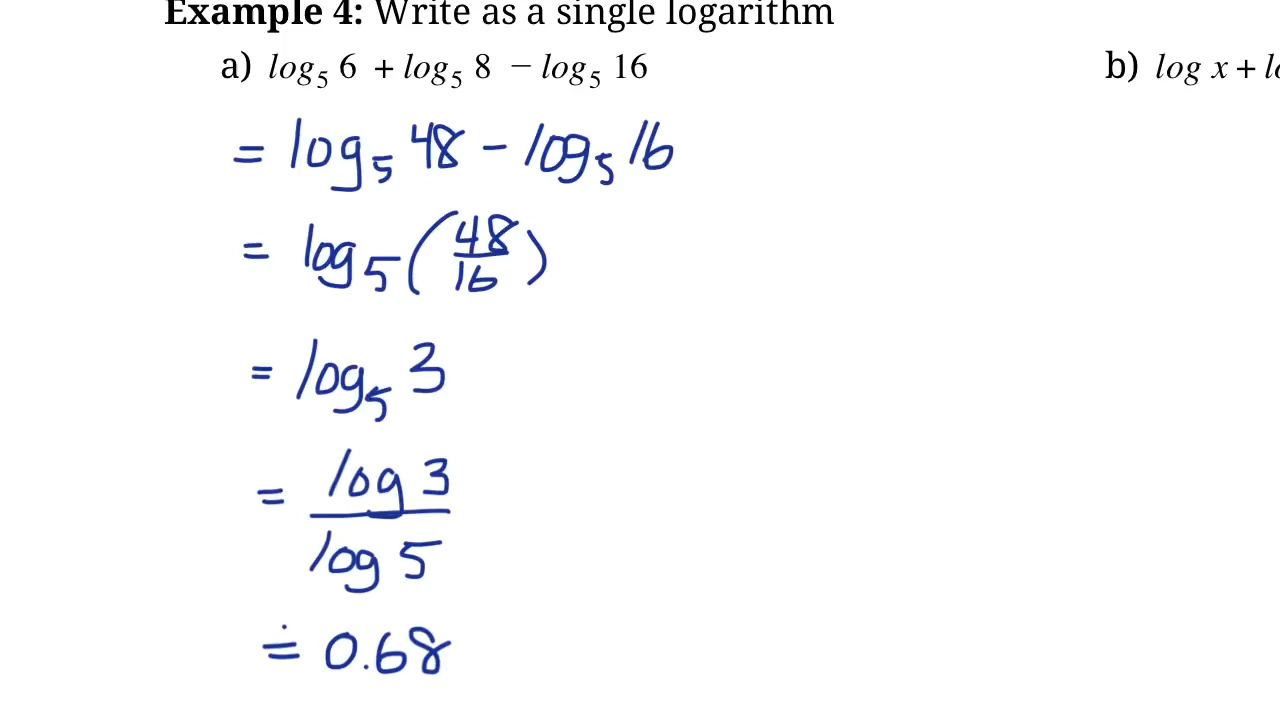 Example 4: Write as a single logarithm
a) log₅ 6 + log₅ 8 − log₅ 16
b) log x +
= log₅ 48 − log₅ 16
= log₅ (48/16)
= log₅ 3
= log 3 / log 5
≐ 0.68